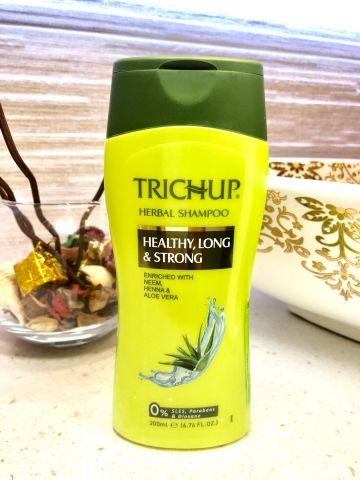 TRICHUP®
HERBAL SHAMPOO
HEALTHY, LONG
& STRONG
ENRICHED WITH
NEEM,
HENNA &
ALOE VERA
0% SLES, Parabens
& Dioxane
200ml ℮ (6.76 FL.OZ.)